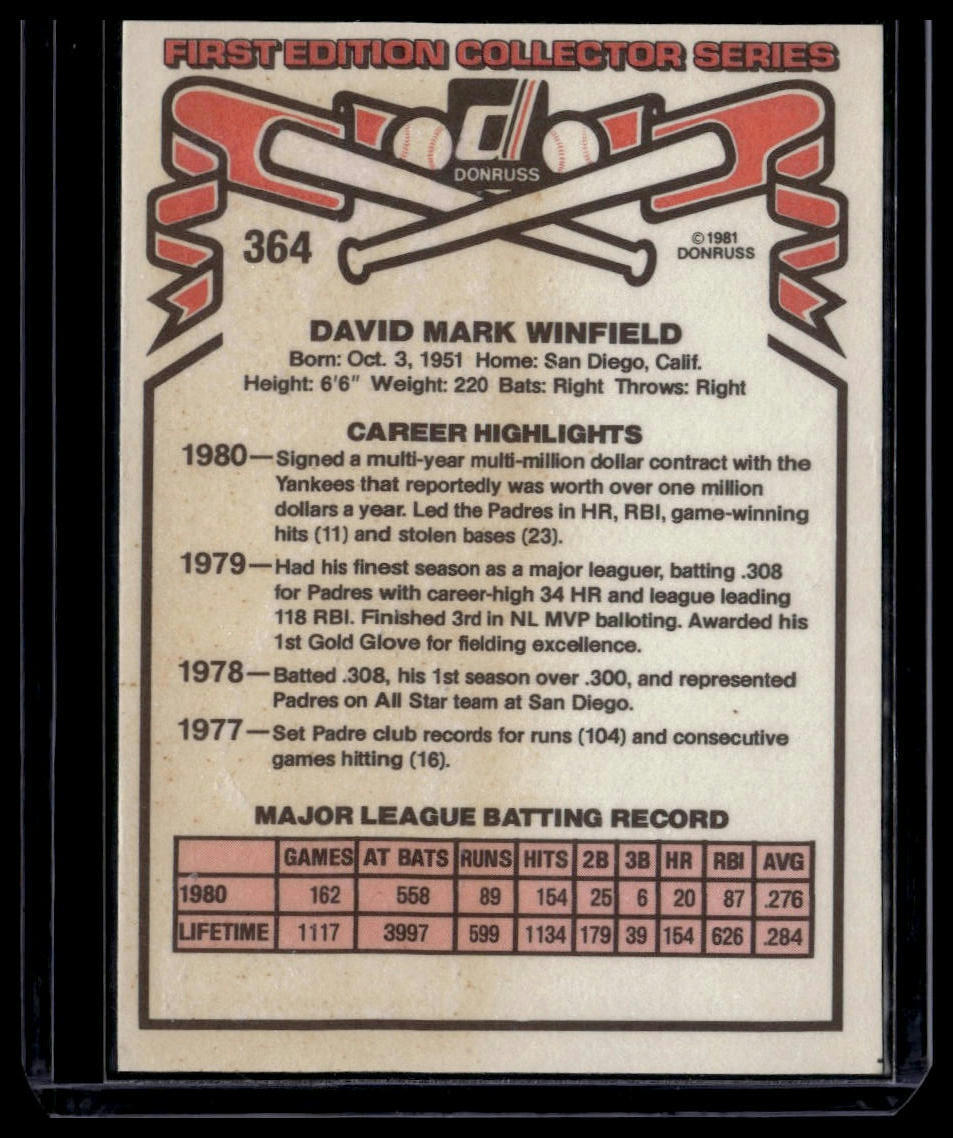 FIRST EDITION COLLECTOR SERIES
d
DONRUSS
364
©1981
DONRUSS
DAVID MARK WINFIELD
Born: Oct. 3, 1951 Home: San Diego, Calif.
Height: 6'6" Weight: 220 Bats: Right Throws: Right
CAREER HIGHLIGHTS
1980—Signed a multi-year multi-million dollar contract with the
Yankees that reportedly was worth over one million
dollars a year. Led the Padres in HR, RBI, game-winning
hits (11) and stolen bases (23).
1979—Had his finest season as a major leaguer, batting .308
for Padres with career-high 34 HR and league leading
118 RBI. Finished 3rd in NL MVP balloting. Awarded his
1st Gold Glove for fielding excellence.
1978—Batted .308, his 1st season over .300, and represented
Padres on All Star team at San Diego.
1977—Set Padre club records for runs (104) and consecutive
games hitting (16).
MAJOR LEAGUE BATTING RECORD
GAMES AT BATS RUNS HITS 2B 3B HR RBI AVG
1980 162 558 89 154 25 6 20 87 .276
LIFETIME 1117 3997 599 1134 179 39 154 626 .284